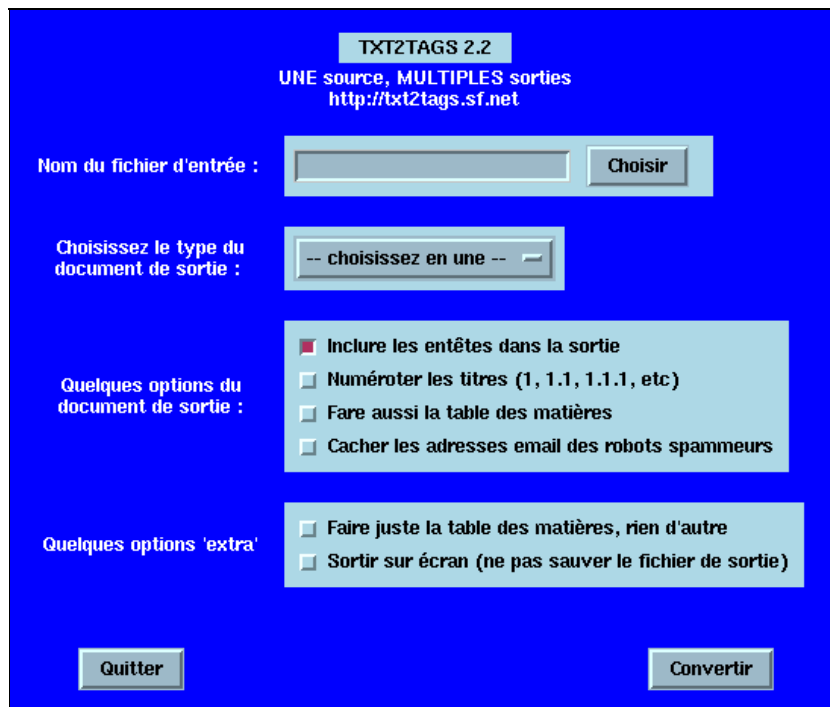 TXT2TAGS 2.2
UNE source, MULTIPLES sorties
http://txt2tags.sf.net
Nom du fichier d'entrée :
Choisir
Choisissez le type du
document de sortie :
-- choisissez en une --
Quelques options du
document de sortie :
Inclure les entêtes dans la sortie
Numéroter les titres (1, 1.1, 1.1.1, etc)
Fare aussi la table des matières
Cacher les adresses email des robots spammeurs
Quelques options 'extra'
Faire juste la table des matières, rien d'autre
Sortir sur écran (ne pas sauver le fichier de sortie)
Quitter
Convertir